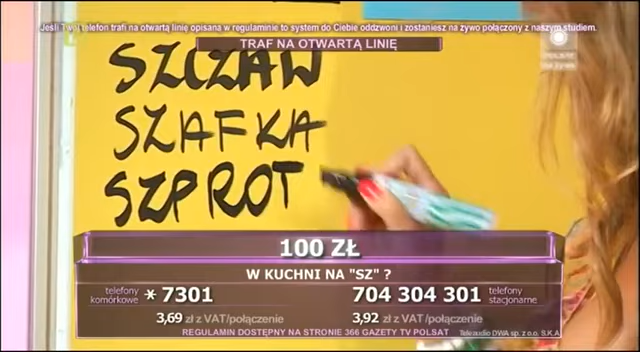 Jeśli Twój telefon trafi na otwartą linię opisana w regulaminie to system do Ciebie oddzwoni i zostaniesz na żywo połączony z naszym studiem.
TRAF NA OTWARTĄ LINIĘ
SZCZAW
SZAFKA
SZPROT
100 ZŁ
W KUCHNI NA "SZ" ?
telefony komórkowe * 7301
704 304 301 telefony stacjonarne
3,69 zł z VAT/połączenie
3,92 zł z VAT/połączenie
REGULAMIN DOSTĘPNY NA STRONIE 366 GAZETY TV POLSAT
Teleaudio DWA sp. z o.o. S.K.A.